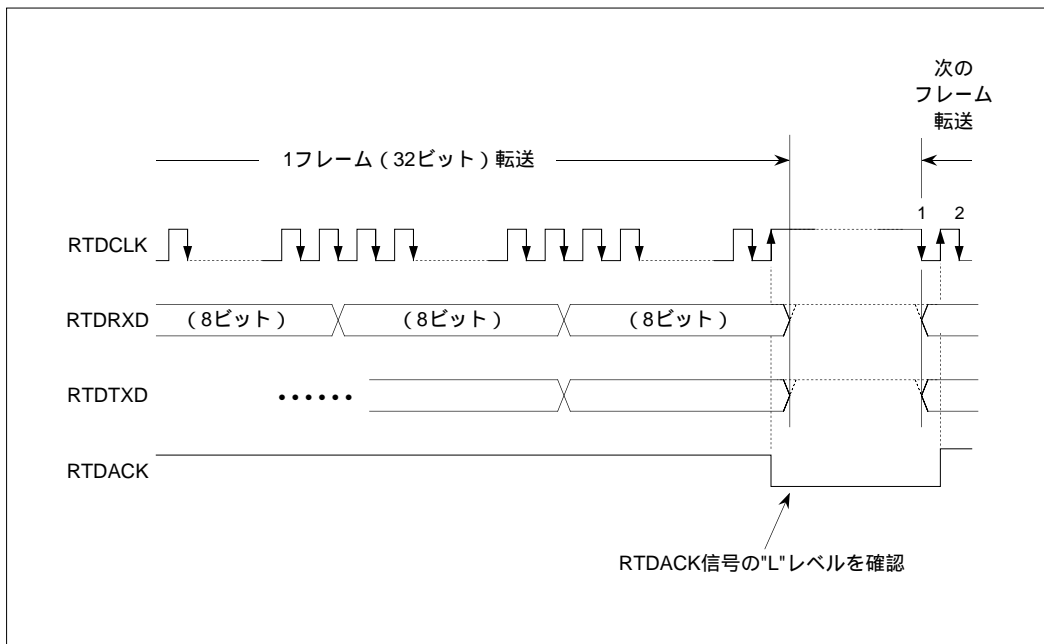 次の
フレーム
転送
1フレーム（32ビット）転送
1 2
RTDCLK
RTDRXD （8ビット） （8ビット） （8ビット）
RTDTXD ・・・・・・
RTDACK
RTDACK信号の"L"レベルを確認